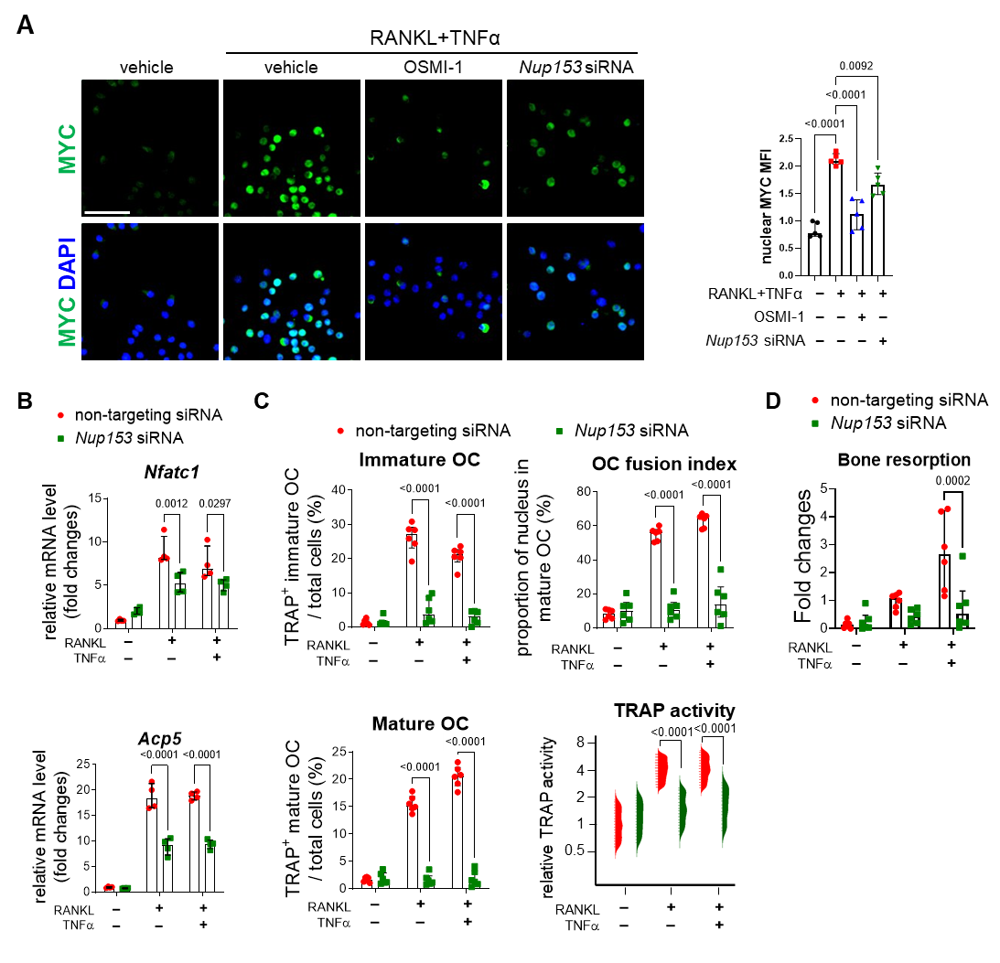 A
RANKL+TNFα
vehicle
vehicle
OSMI-1
Nup153 siRNA
MYC
MYC DAPI
0.0092
<0.0001
<0.0001
nuclear MYC MFI
2.5
2.0
1.5
1.0
0.5
0.0
RANKL+TNFα − + + +
OSMI-1 − − + −
Nup153 siRNA − − − +
B
non-targeting siRNA
Nup153 siRNA
Nfatc1
relative mRNA level
(fold changes)
15
10
5
0
0.0012
0.0297
RANKL − + +
TNFα − − +
Acp5
relative mRNA level
(fold changes)
25
20
15
10
5
0
<0.0001
<0.0001
RANKL − + +
TNFα − − +
C
non-targeting siRNA
Nup153 siRNA
Immature OC
TRAP+ immature OC
/ total cells (%)
40
30
20
10
0
<0.0001
<0.0001
RANKL − + +
TNFα − − +
OC fusion index
proportion of nucleus in
mature OC (%)
80
60
40
20
0
<0.0001
<0.0001
RANKL − + +
TNFα − − +
Mature OC
TRAP+ mature OC
/ total cells (%)
25
20
15
10
5
0
<0.0001
<0.0001
RANKL − + +
TNFα − − +
TRAP activity
relative TRAP activity
8
4
2
1
0.5
<0.0001
<0.0001
RANKL − + +
TNFα − − +
D
non-targeting siRNA
Nup153 siRNA
Bone resorption
Fold changes
5
4
3
2
1
0
0.0002
RANKL − + +
TNFα − − +